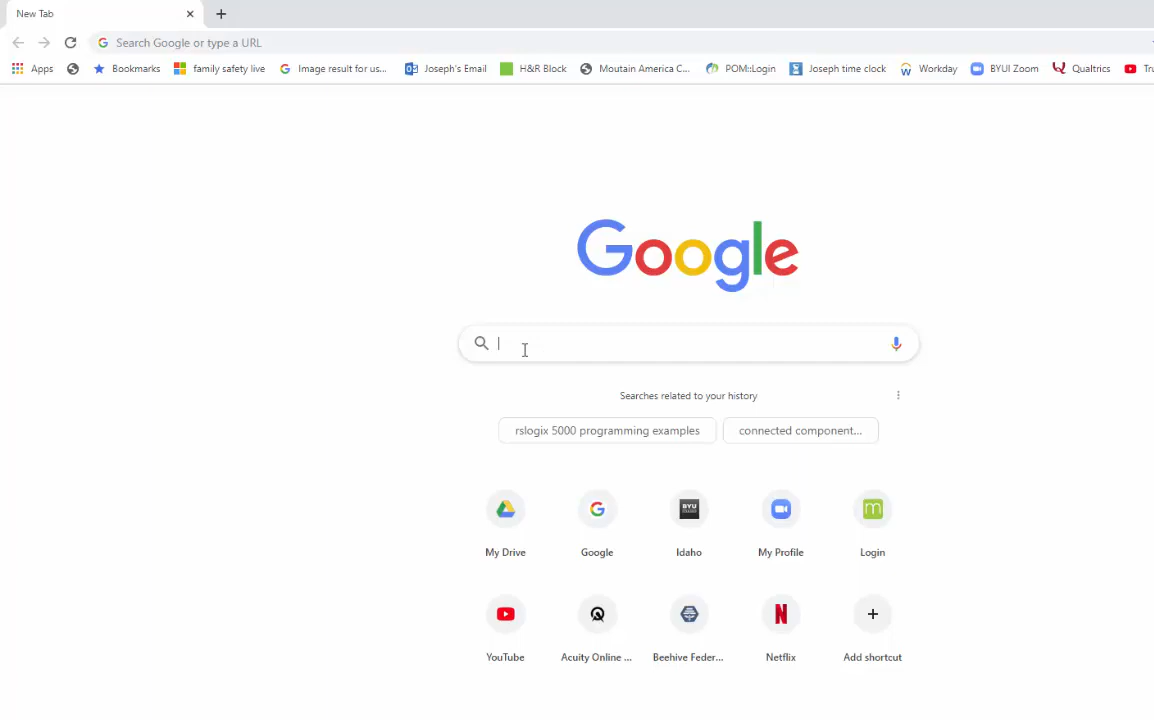 New Tab
Search Google or type a URL
Apps Bookmarks family safety live Image result for us... Joseph's Email H&R Block Moutain America C... POM::Login Joseph time clock Workday BYUI Zoom Qualtrics
Google
Searches related to your history
rslogix 5000 programming examples connected component...
BYU
My Drive Google Idaho My Profile Login
YouTube Acuity Online ... Beehive Feder... Netflix Add shortcut